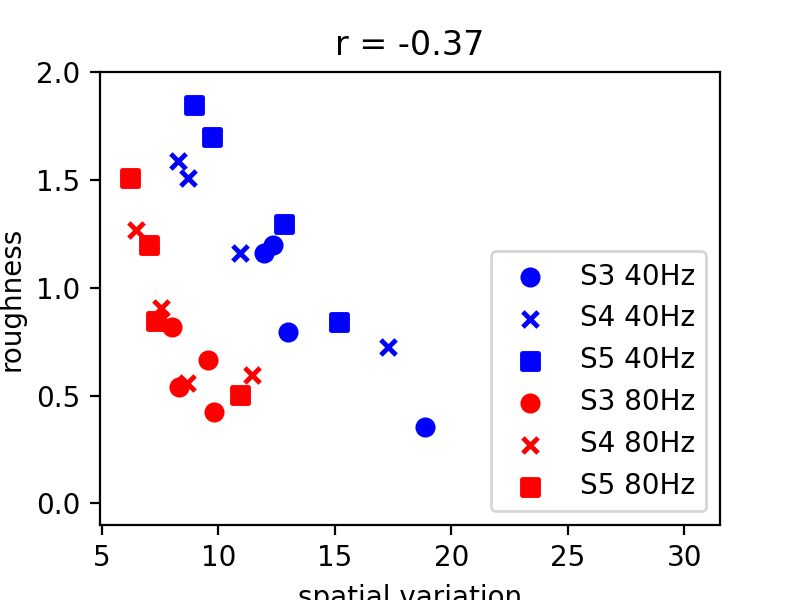 r = -0.37
2.0
1.5
1.0
0.5
0.0
roughness
S3 40Hz
S4 40Hz
S5 40Hz
S3 80Hz
S4 80Hz
S5 80Hz
5 10 15 20 25 30
spatial variation